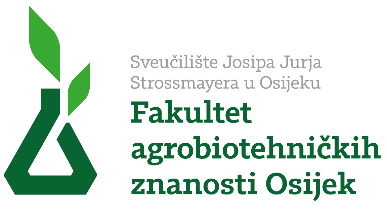 Sveučilište Josipa Jurja
Strossmayera u Osijeku
Fakultet
agrobiotehničkih
znanosti Osijek